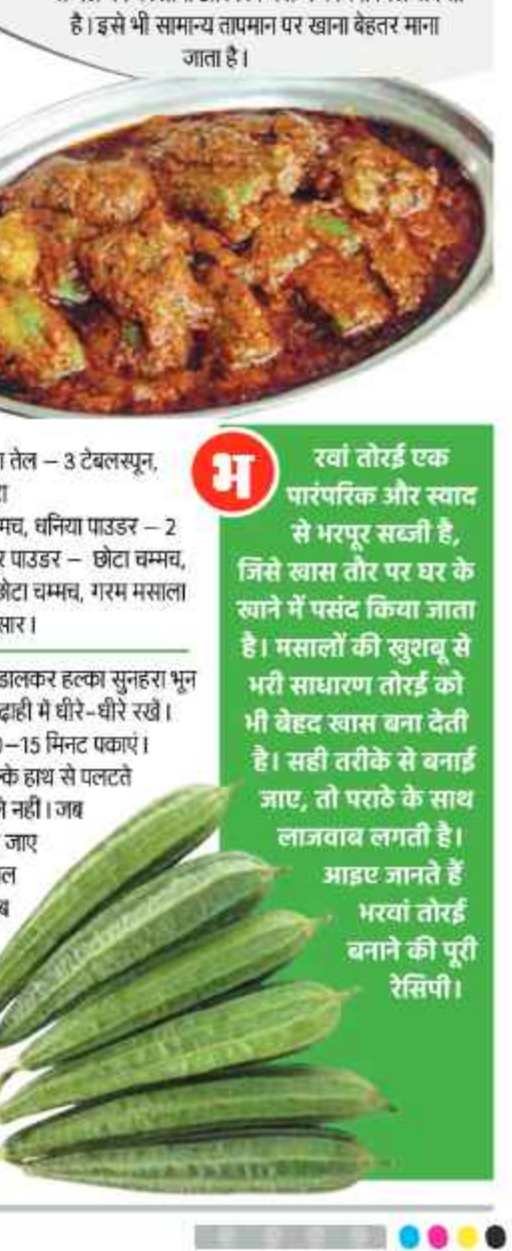 है। इसे भी सामान्य तापमान पर खाना बेहतर माना
जाता है।
तेल – 3 टेबलस्पून,
धनिया पाउडर – 2
पाउडर – छोटा चम्मच,
चम्मच, गरम मसाला
डालकर हल्का सुनहरा भून
में धीरे-धीरे रखें।
–15 मिनट पकाएं।
के हाथ से पलटते
नहीं। जब
जाए
भ
रवां तोरई एक
पारंपरिक और स्वाद
से भरपूर सब्जी है,
जिसे खास तौर पर घर के
खाने में पसंद किया जाता
है। मसालों की खुशबू से
भरी साधारण तोरई को
भी बेहद खास बना देती
है। सही तरीके से बनाई
जाए, तो पराठे के साथ
लाजवाब लगती है।
आइए जानते हैं
भरवां तोरई
बनाने की पूरी
रेसिपी।